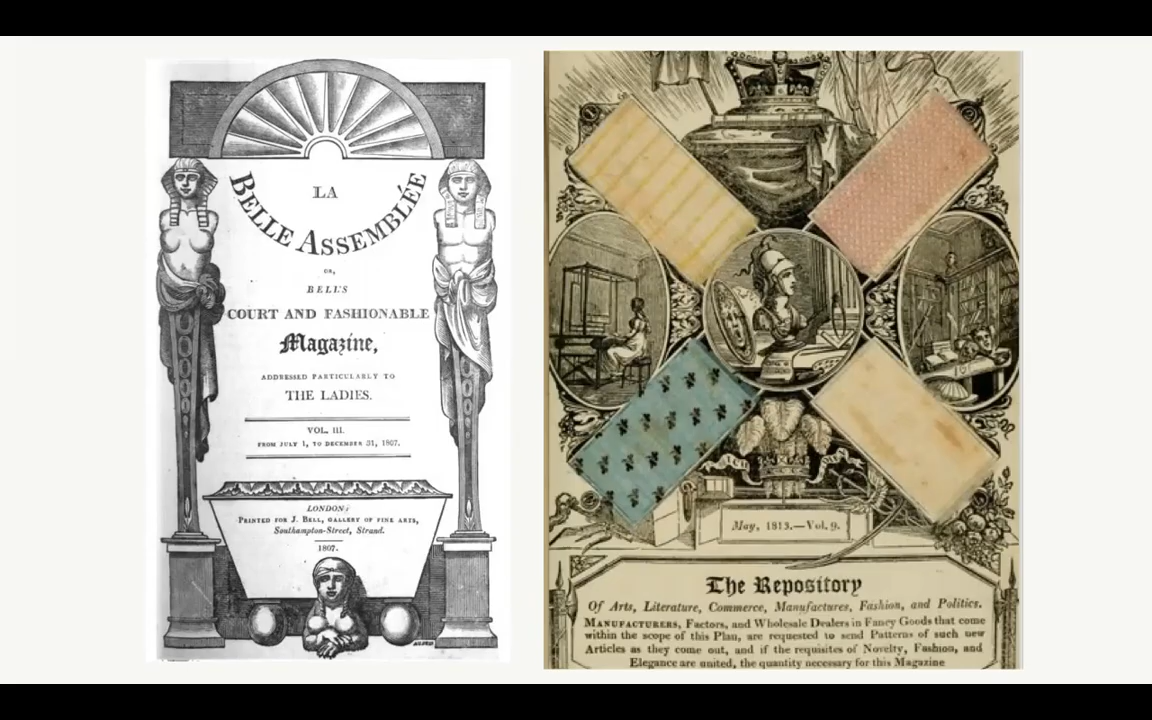 LA
BELLE ASSEMBLÉE
OR,
BELL'S
COURT AND FASHIONABLE
Magazine,
ADDRESSED PARTICULARLY TO
THE LADIES.
VOL. III.
FROM JULY 1, TO DECEMBER 31, 1807.
LONDON:
PRINTED FOR J. BELL, GALLERY OF FINE ARTS,
Southampton-Street, Strand.
1807.
ICH DIEN
May, 1813.—Vol. 9.
The Repository
Of Arts, Literature, Commerce, Manufactures, Fashion, and Politics.
MANUFACTURERS, Factors, and Wholesale Dealers in Fancy Goods that come
within the scope of this Plan, are requested to send Patterns of such new
Articles as they come out, and if the requisites of Novelty, Fashion, and
Elegance are united, the quantity necessary for this Magazine